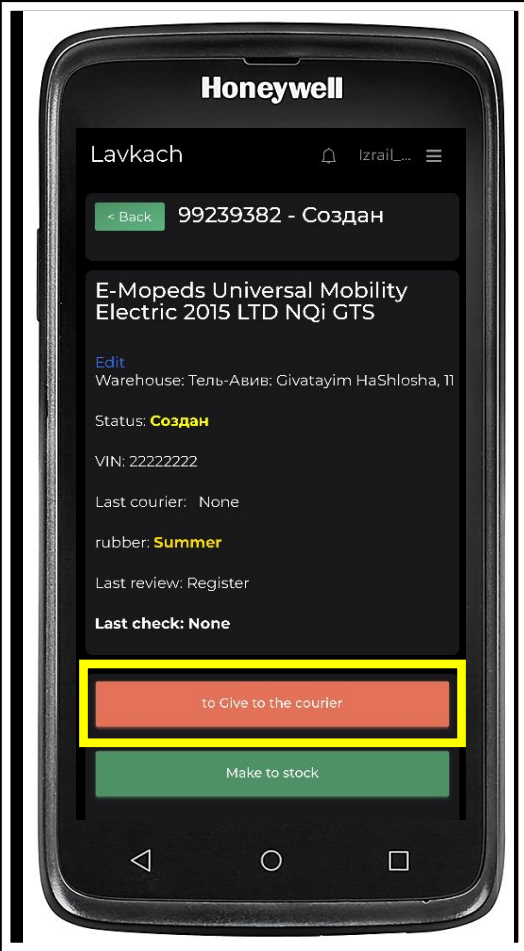 Honeywell
Lavkach Izrail_...
< Back 99239382 - Создан
E-Mopeds Universal Mobility
Electric 2015 LTD NQi GTS
Edit
Warehouse: Тель-Авив: Givatayim HaShlosha, 11
Status: Создан
VIN: 22222222
Last courier: None
rubber: Summer
Last review: Register
Last check: None
to Give to the courier
Make to stock